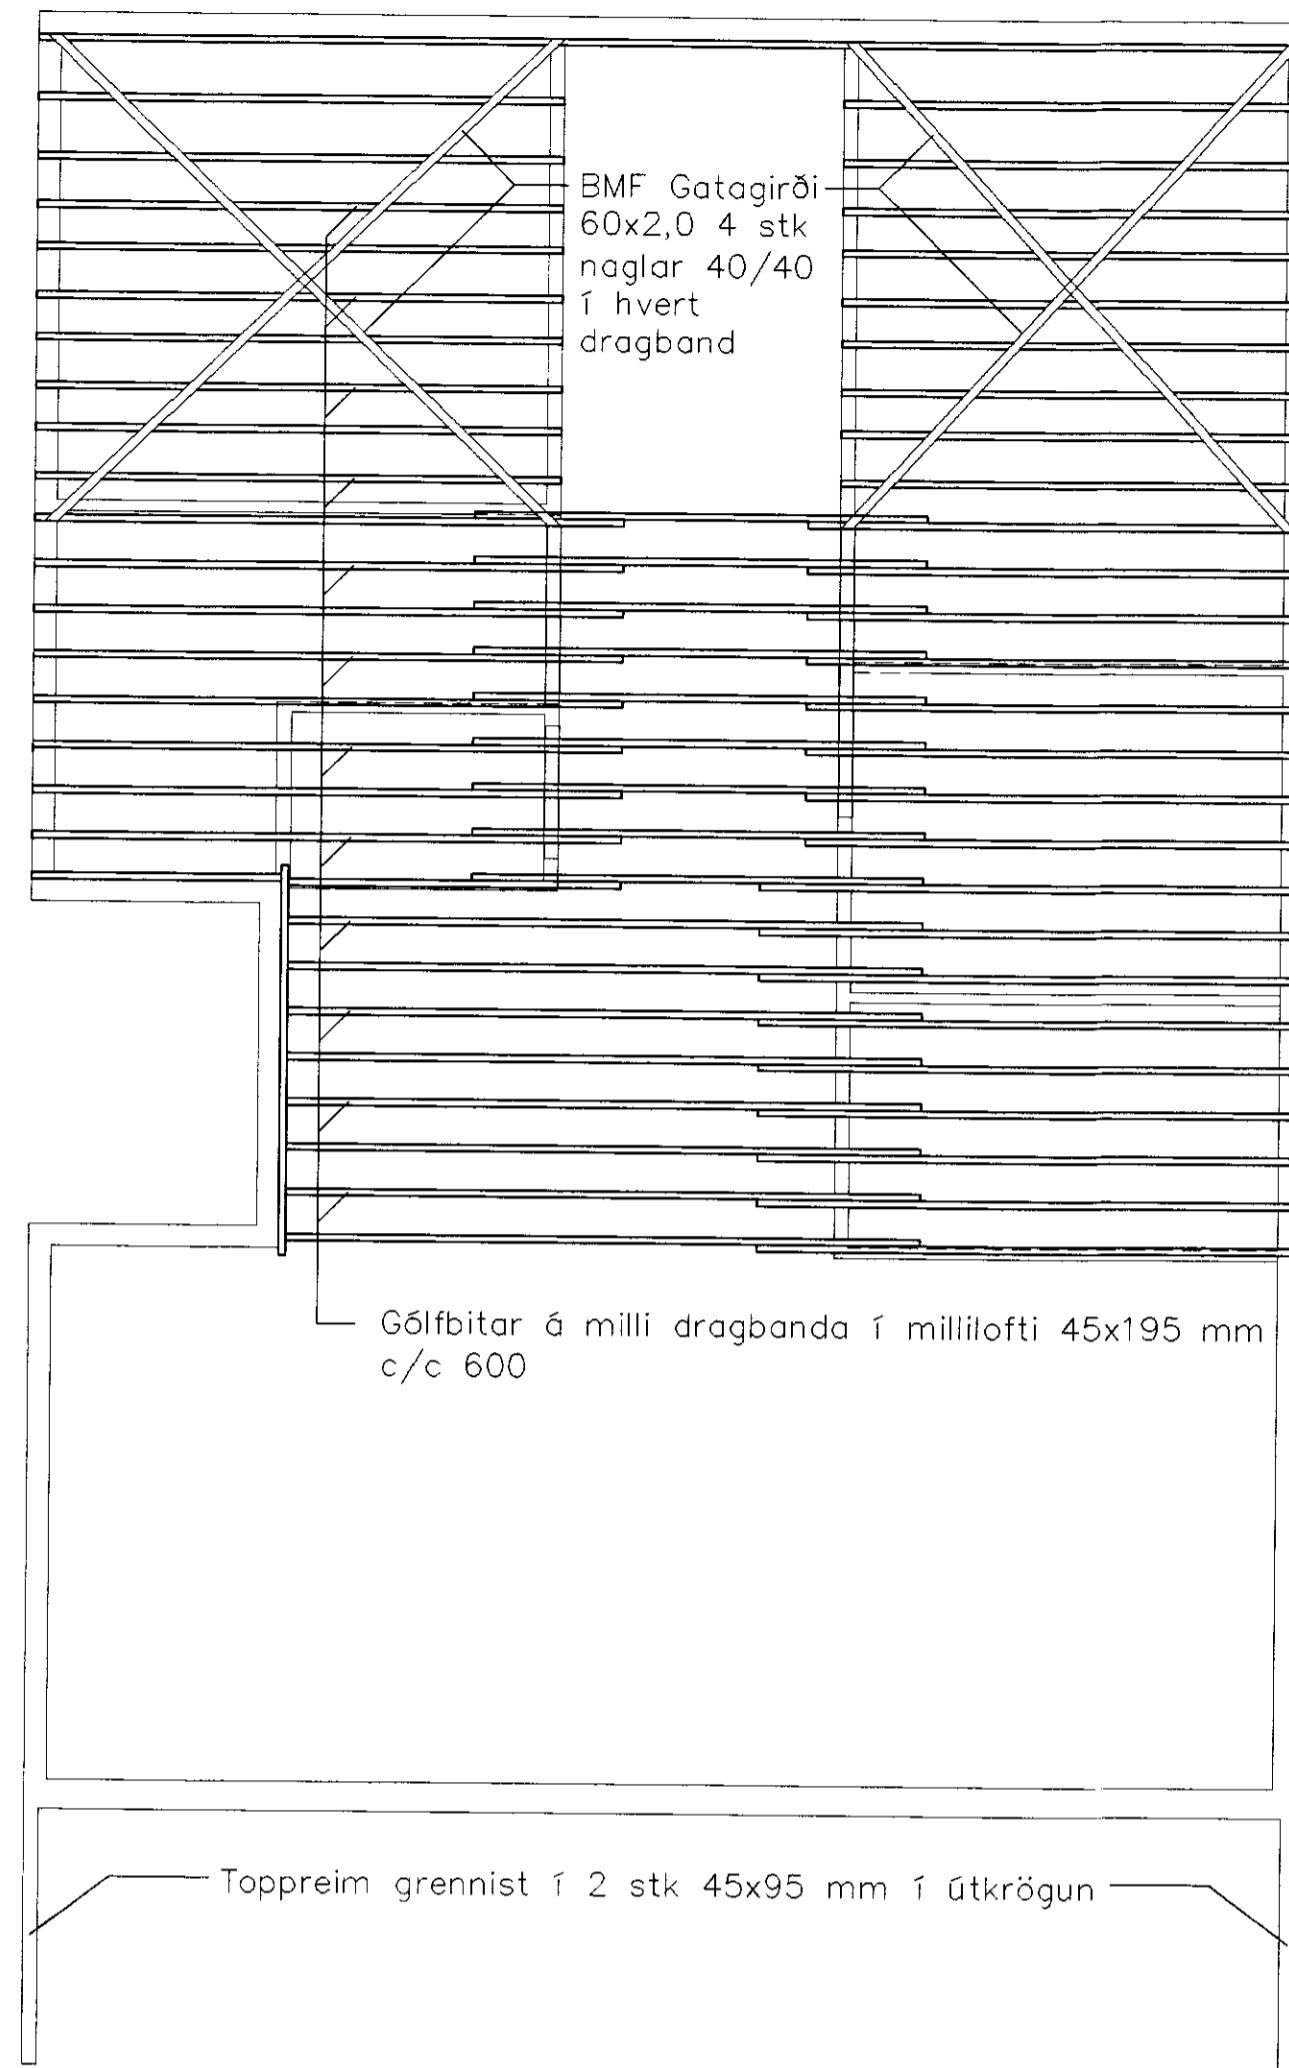 BMF Gatagirði
60x2,0 4 stk
naglar 40/40
í hvert
dragband
Gólfbitar á milli dragbanda í millilofti 45x195 mm
c/c 600
Toppreim grennist í 2 stk 45x95 mm í útkrögun